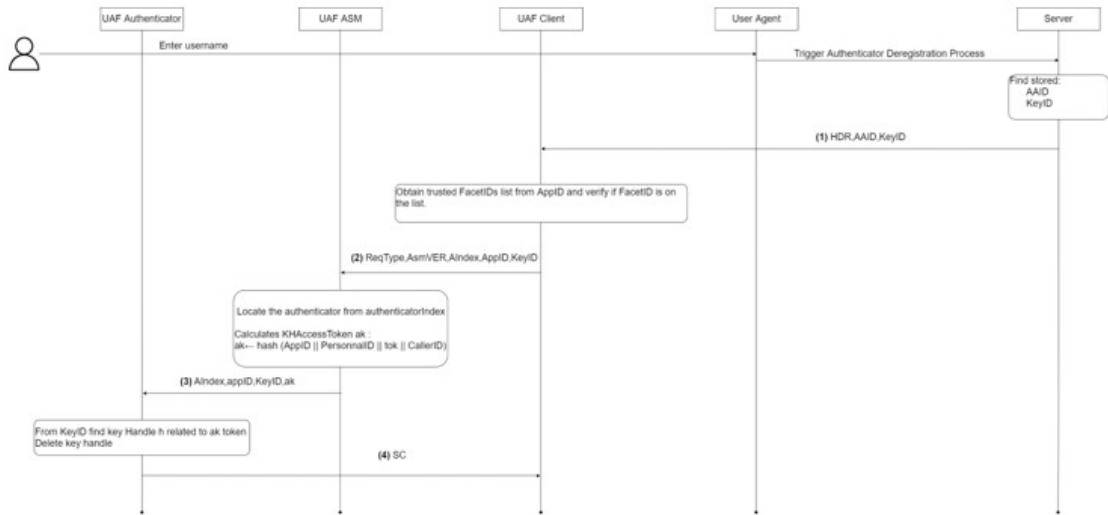 UAF Authenticator
UAF ASM
UAF Client
User Agent
Server
Enter username
Trigger Authenticator Deregistration Process
Find stored:
AAID
KeyID
(1) HDR,AAID,KeyID
Obtain trusted FacetIDs list from AppID and verify if FacetID is on
the list.
(2) ReqType,AsmVER,AIndex,AppID,KeyID
Locate the authenticator from authenticatorIndex
Calculates KHAccessToken ak :
ak← hash (AppID || PersonnalID || tok || CallerID)
(3) AIndex,appID,KeyID,ak
From KeyID find key Handle h related to ak token
Delete key handle
(4) SC